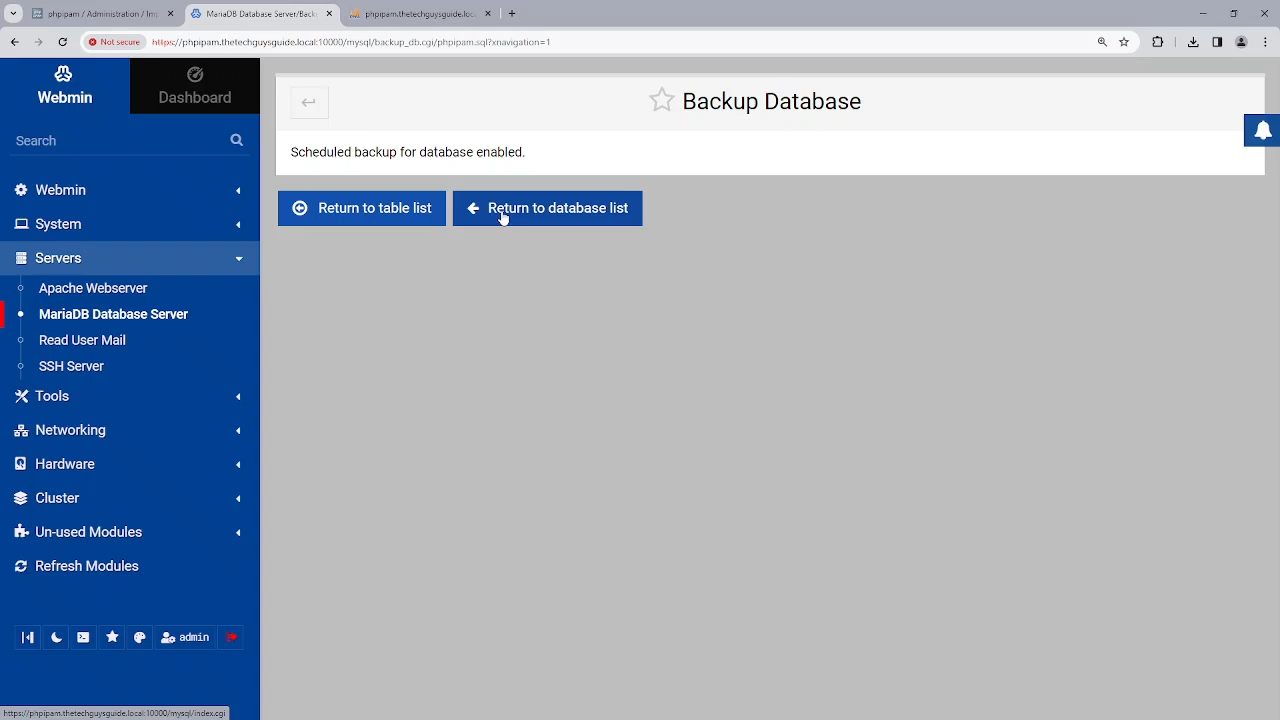 phpipam / Administration / Im
MariaDB Database Server/Back
phpipam.thetechguysguide.local
Not secure
https://phpipam.thetechguysguide.local:10000/mysql/backup_db.cgi/phpipam.sql?xnavigation=1
Webmin
Dashboard
Backup Database
Search
Scheduled backup for database enabled.
Return to table list
Return to database list
Webmin
System
Servers
Apache Webserver
MariaDB Database Server
Read User Mail
SSH Server
Tools
Networking
Hardware
Cluster
Un-used Modules
Refresh Modules
admin
https://phpipam.thetechguysguide.local:10000/mysql/index.cgi